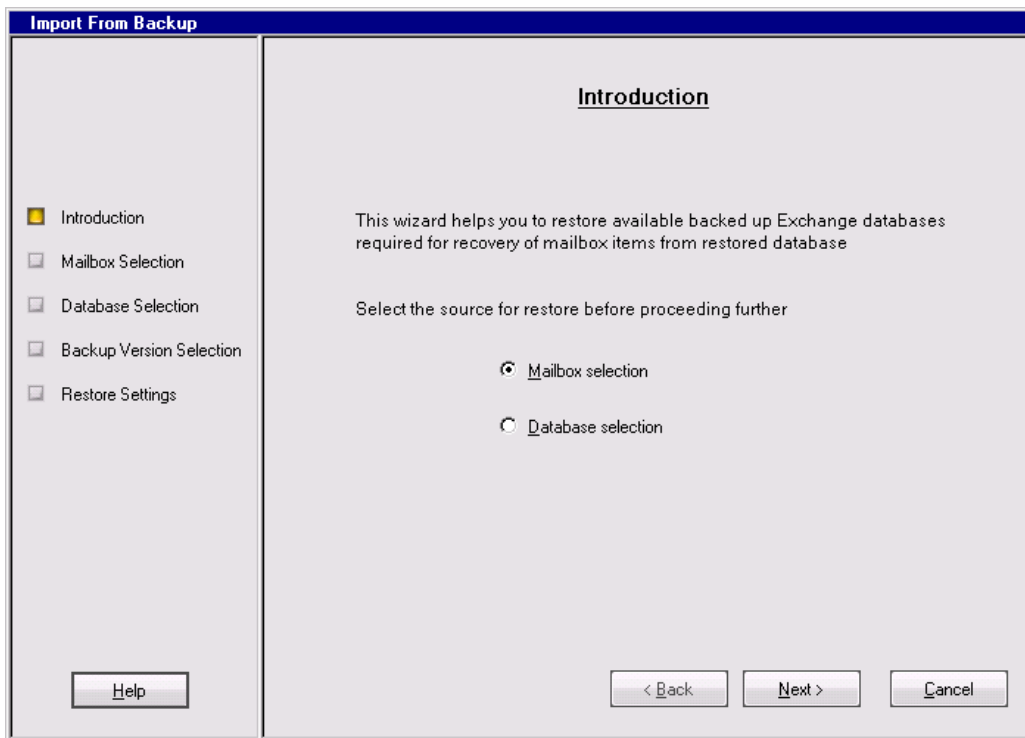 Import From Backup
Introduction
Mailbox Selection
Database Selection
Backup Version Selection
Restore Settings
Help
Introduction
This wizard helps you to restore available backed up Exchange databases
required for recovery of mailbox items from restored database
Select the source for restore before proceeding further
Mailbox selection
Database selection
< Back
Next >
Cancel